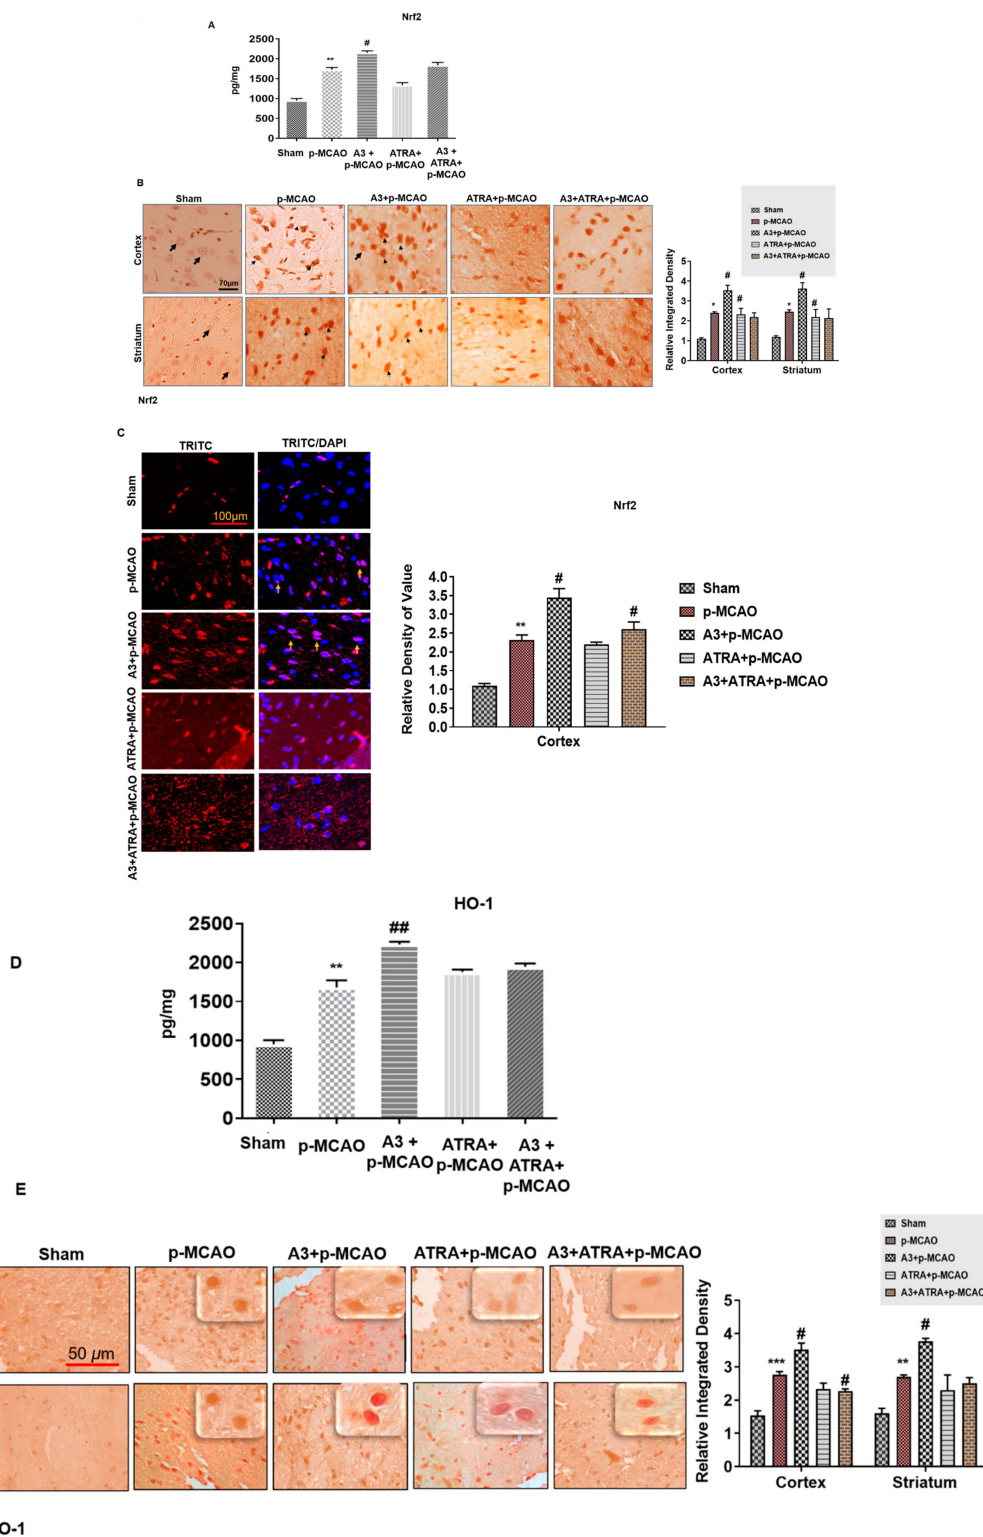 Nrf2
A
2500
2000
1500
1000
500
0
pg/mg
**
#
Sham
p-MCAO
A3 +
p-MCAO
ATRA+
p-MCAO
A3 +
ATRA+
p-MCAO
B
Sham
p-MCAO
A3+p-MCAO
ATRA+p-MCAO
A3+ATRA+p-MCAO
Cortex
70µm
Striatum
Nrf2
Sham
p-MCAO
A3+p-MCAO
ATRA+p-MCAO
A3+ATRA+p-MCAO
Relative Integrated Density
5
4
3
2
1
0
*
#
#
*
#
#
Cortex
Striatum
C
TRITC
TRITC/DAPI
Sham
100µm
p-MCAO
A3+p-MCAO
ATRA+p-MCAO
A3+ATRA+p-MCAO
Nrf2
Relative Density of Value
4.0
3.5
3.0
2.5
2.0
1.5
1.0
0.5
0.0
**
#
#
Cortex
Sham
p-MCAO
A3+p-MCAO
ATRA+p-MCAO
A3+ATRA+p-MCAO
HO-1
D
2500
2000
1500
1000
500
0
pg/mg
**
##
Sham
p-MCAO
A3 +
p-MCAO
ATRA+
p-MCAO
A3 +
ATRA+
p-MCAO
E
Sham
p-MCAO
A3+p-MCAO
ATRA+p-MCAO
A3+ATRA+p-MCAO
50 µm
Sham
p-MCAO
A3+p-MCAO
ATRA+p-MCAO
A3+ATRA+p-MCAO
Relative Integrated Density
5
4
3
2
1
0
***
#
#
**
#
Cortex
Striatum
O-1